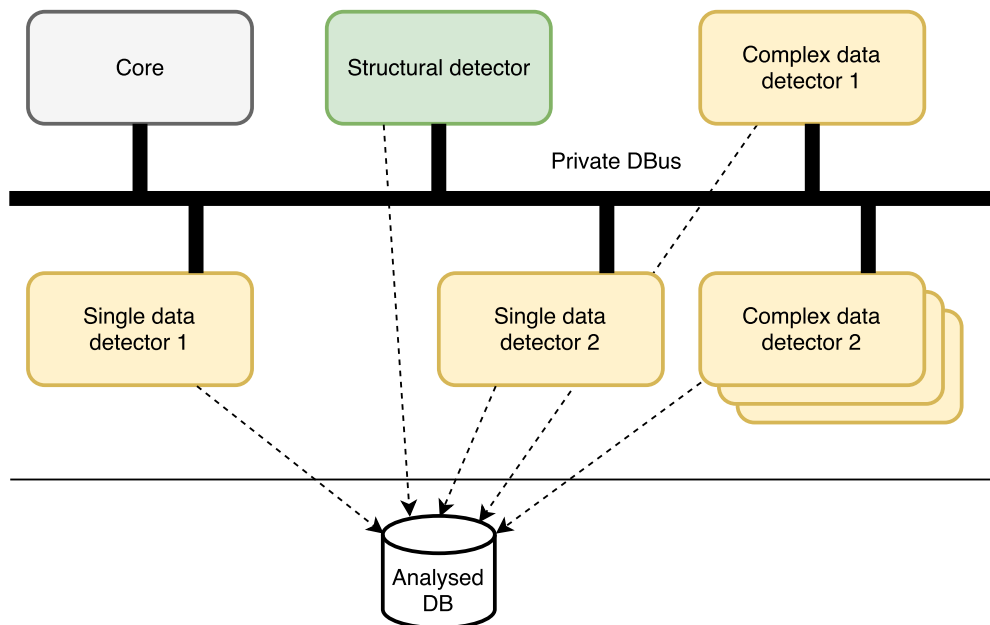 Core
Structural detector
Complex data
detector 1
Private DBus
Single data
detector 1
Single data
detector 2
Complex data
detector 2
Analysed
DB